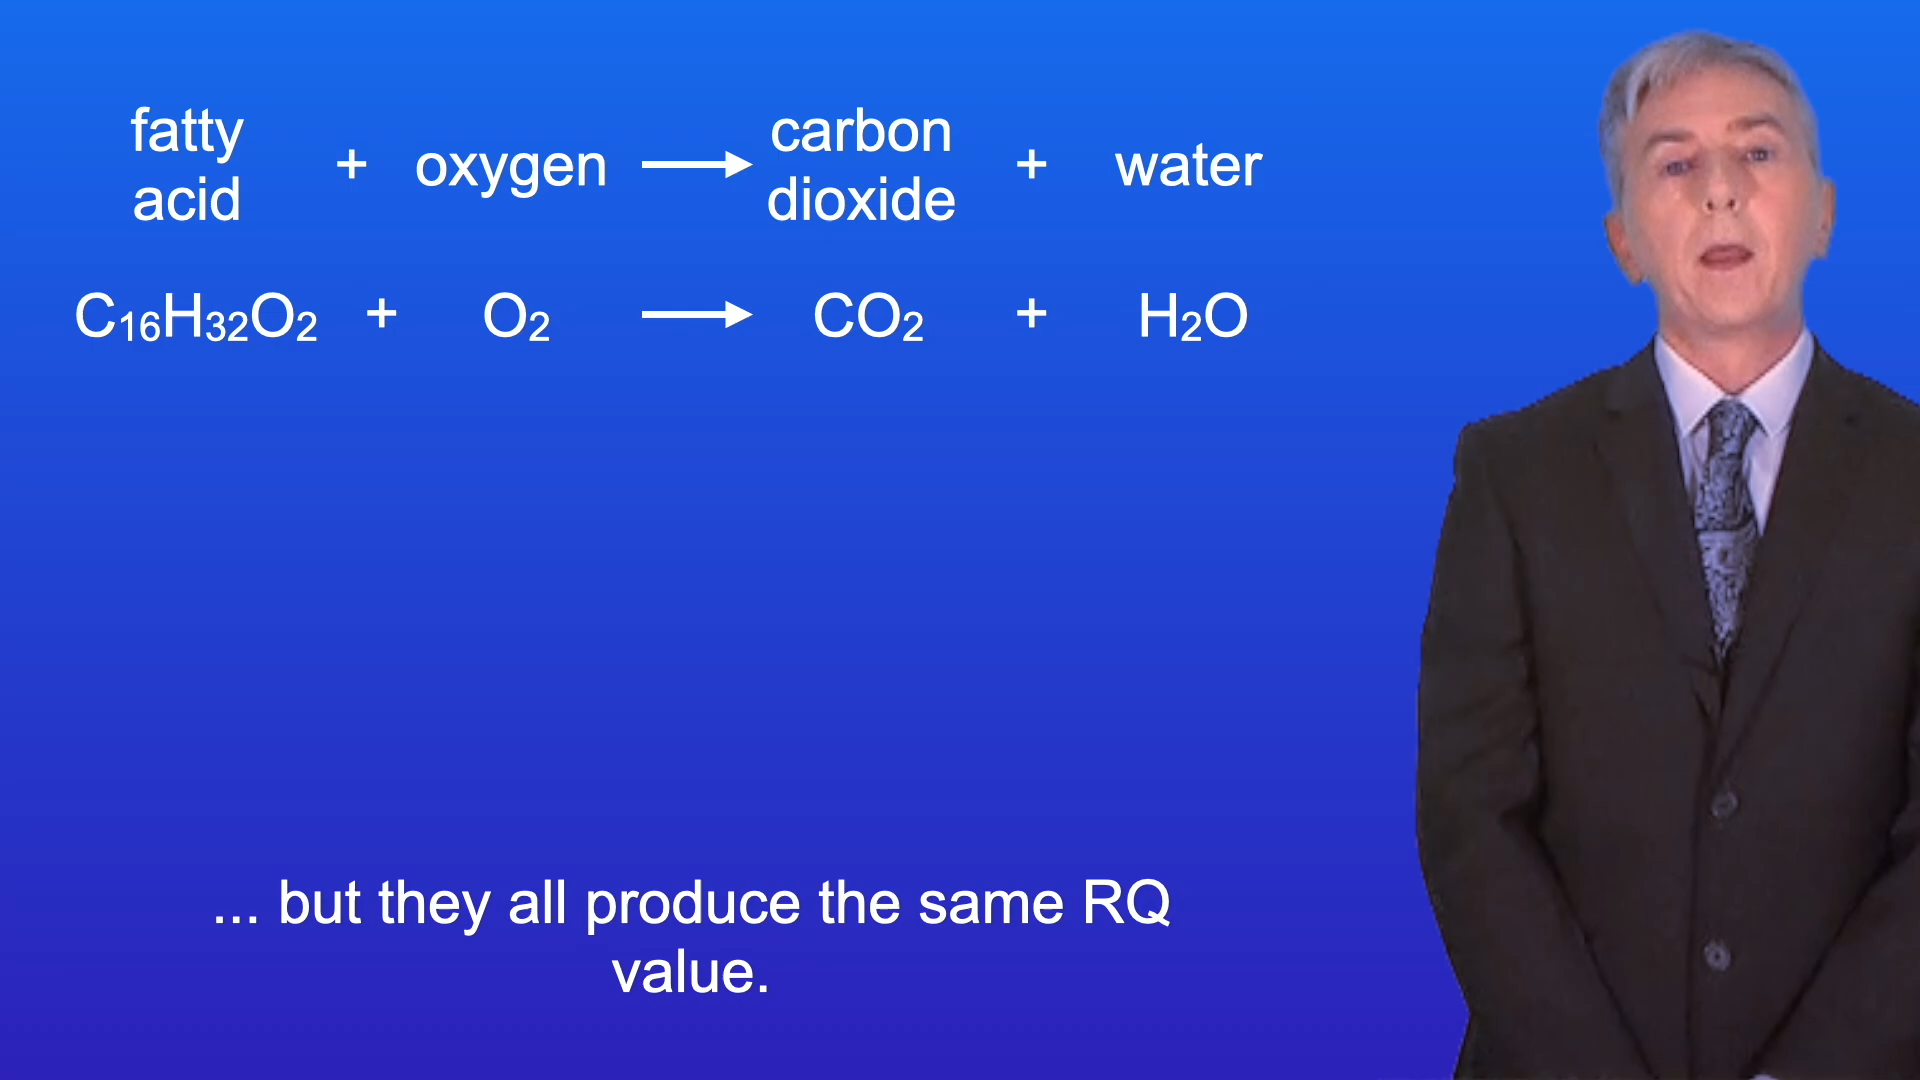 fatty acid + oxygen ⟶ carbon dioxide + water
C₁₆H₃₂O₂ + O₂ ⟶ CO₂ + H₂O
... but they all produce the same RQ
value.